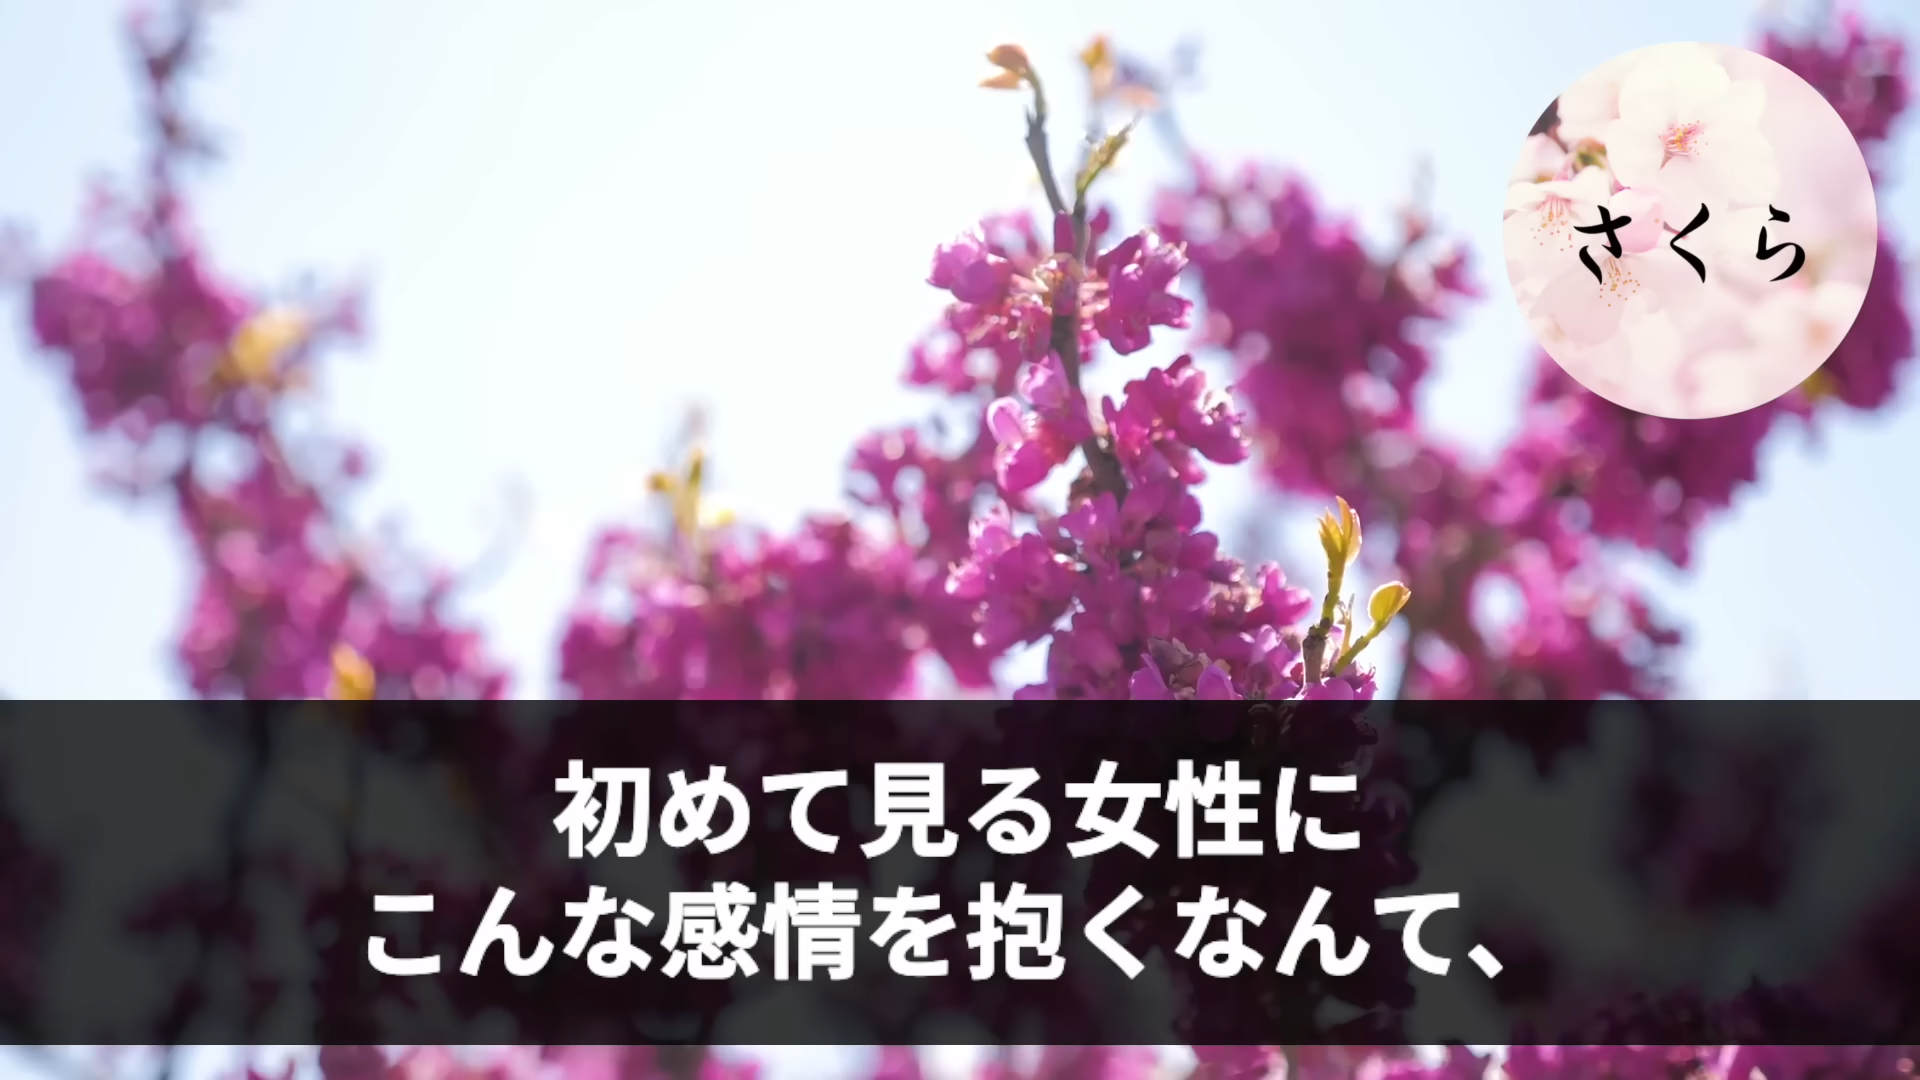 さくら
初めて見る女性に
こんな感情を抱くなんて、